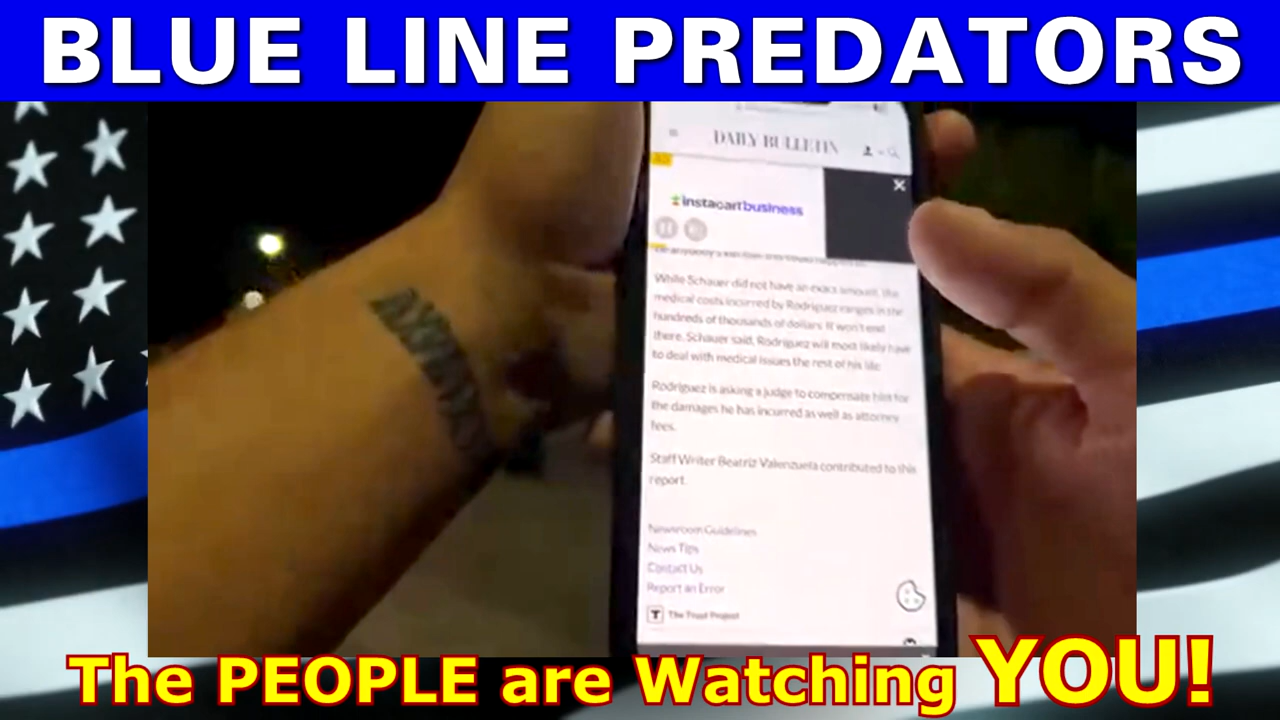 BLUE LINE PREDATORS
DAILY BULLETIN
instacartbusiness
While Schauer did not have an exact amount, the
medical costs incurred by Rodriguez ranges in the
hundreds of thousands of dollars. It won't end
there, Schauer said, Rodriguez will most likely have
to deal with medical issues the rest of his life.
Rodriguez is asking a judge to compensate him for
the damages he has incurred as well as attorney
fees.
Staff Writer Beatriz Valenzuela contributed to this
report.
Newsroom Guidelines
News Tips
Contact Us
Report an Error
T The Trust Project
The PEOPLE are Watching YOU!